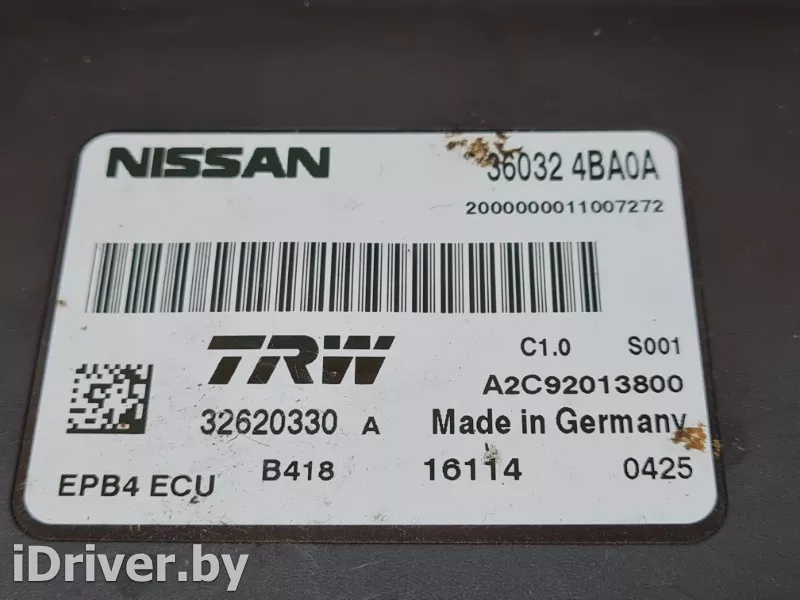 NISSAN 36032 4BA0A
2000000011007272
TRW C1.0 S001
A2C92013800
32620330 A Made in Germany
EPB4 ECU B418 16114 0425
iDriver.by